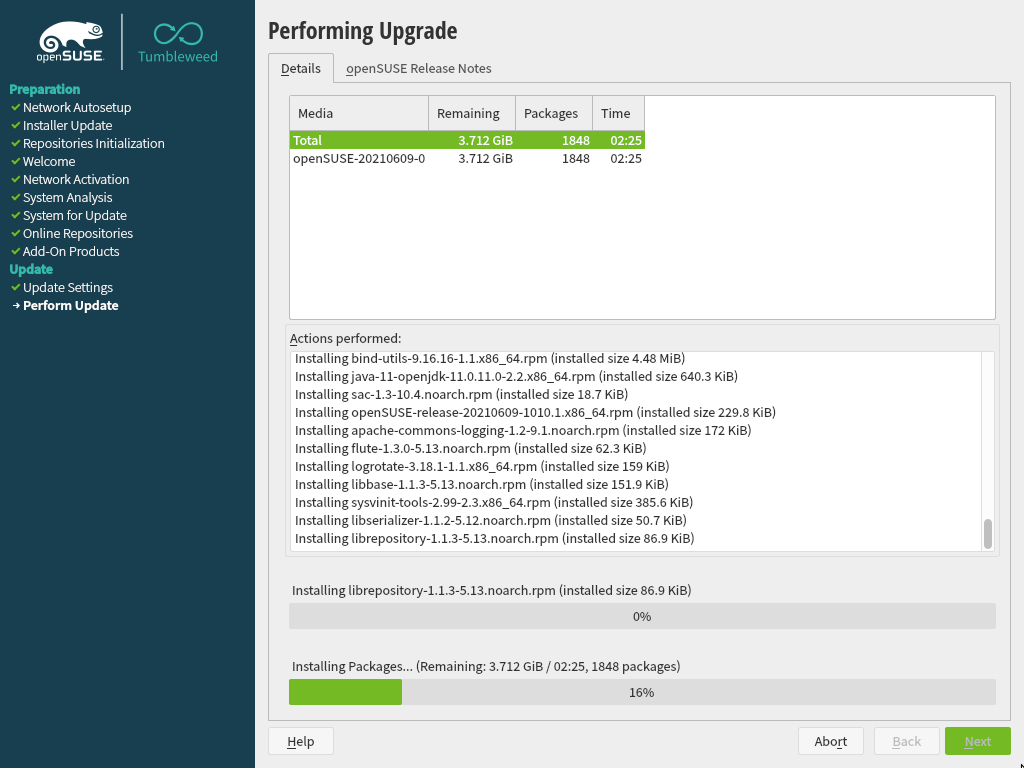 openSUSE.
Tumbleweed
Preparation
Network Autosetup
Installer Update
Repositories Initialization
Welcome
Network Activation
System Analysis
System for Update
Online Repositories
Add-On Products
Update
Update Settings
Perform Update
Performing Upgrade
Details openSUSE Release Notes
Media Remaining Packages Time
Total 3.712 GiB 1848 02:25
openSUSE-20210609-0 3.712 GiB 1848 02:25
Actions performed:
Installing bind-utils-9.16.16-1.1.x86_64.rpm (installed size 4.48 MiB)
Installing java-11-openjdk-11.0.11.0-2.2.x86_64.rpm (installed size 640.3 KiB)
Installing sac-1.3-10.4.noarch.rpm (installed size 18.7 KiB)
Installing openSUSE-release-20210609-1010.1.x86_64.rpm (installed size 229.8 KiB)
Installing apache-commons-logging-1.2-9.1.noarch.rpm (installed size 172 KiB)
Installing flute-1.3.0-5.13.noarch.rpm (installed size 62.3 KiB)
Installing logrotate-3.18.1-1.1.x86_64.rpm (installed size 159 KiB)
Installing libbase-1.1.3-5.13.noarch.rpm (installed size 151.9 KiB)
Installing sysvinit-tools-2.99-2.3.x86_64.rpm (installed size 385.6 KiB)
Installing libserializer-1.1.2-5.12.noarch.rpm (installed size 50.7 KiB)
Installing librepository-1.1.3-5.13.noarch.rpm (installed size 86.9 KiB)
Installing librepository-1.1.3-5.13.noarch.rpm (installed size 86.9 KiB)
0%
Installing Packages... (Remaining: 3.712 GiB / 02:25, 1848 packages)
16%
Help Abort Back Next